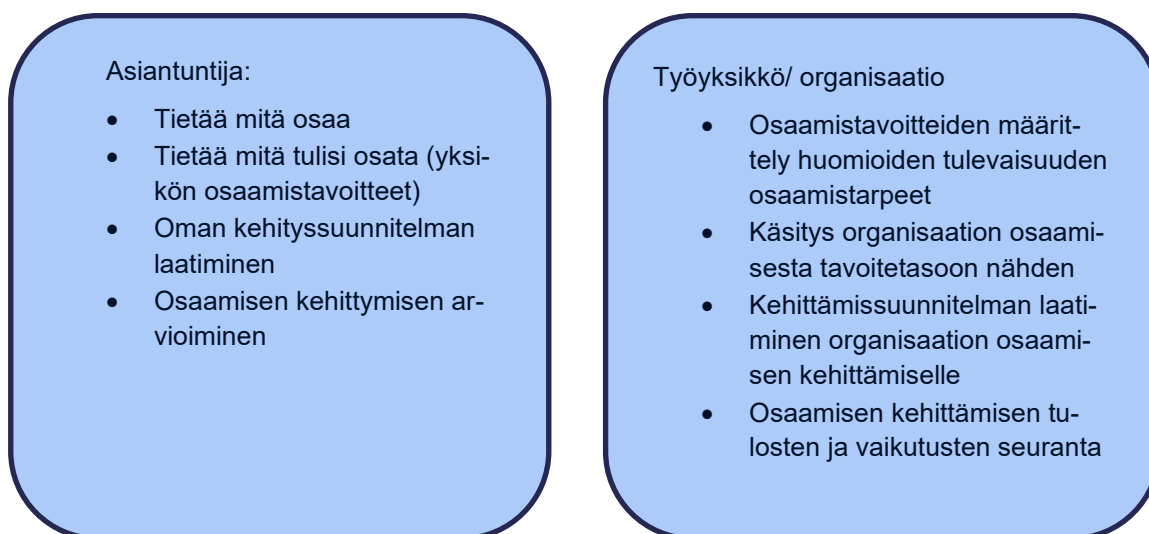 Asiantuntija:
• Tietää mitä osaa
• Tietää mitä tulisi osata (yksi-
kön osaamistavoitteet)
• Oman kehityssuunnitelman
laatiminen
• Osaamisen kehittymisen ar-
vioiminen
Työyksikkö/ organisaatio
• Osaamistavoitteiden määrit-
tely huomioiden tulevaisuuden
osaamistarpeet
• Käsitys organisaation osaami-
sesta tavoitetasoon nähden
• Kehittämissuunnitelman laati-
minen organisaation osaami-
sen kehittämiselle
• Osaamisen kehittämisen tu-
losten ja vaikutusten seuranta